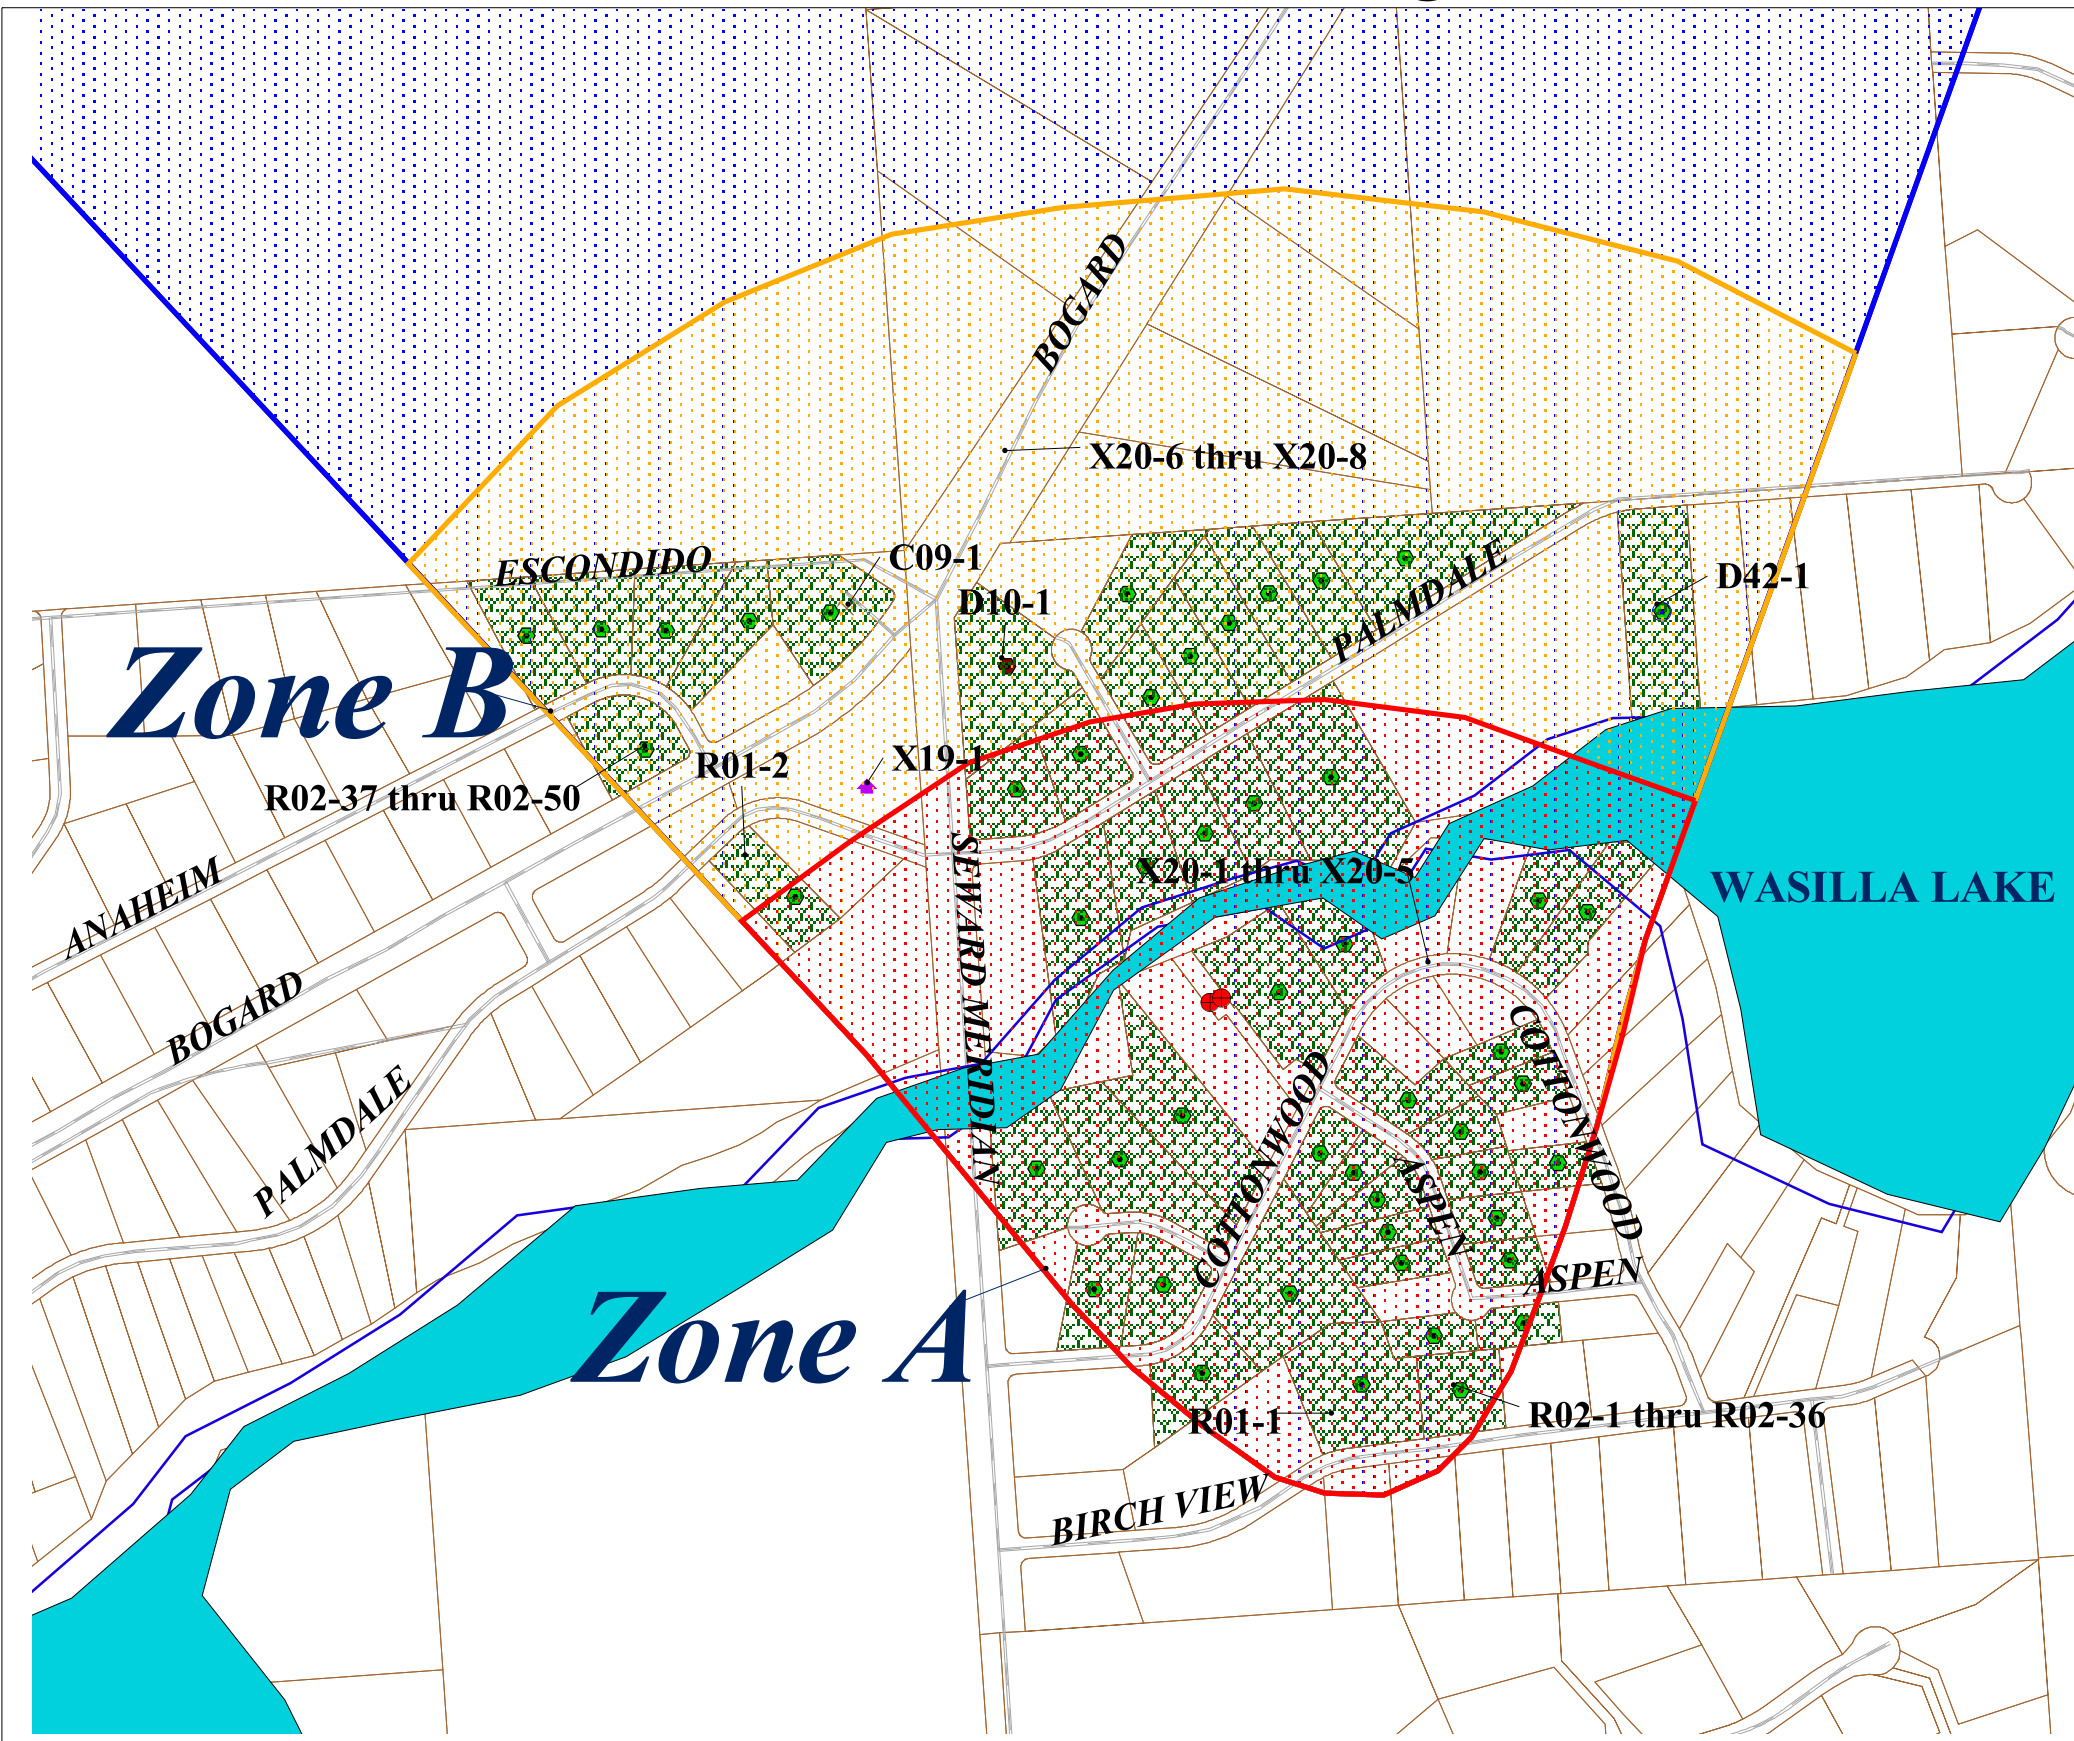 BOGARD
X20-6 thru X20-8
ESCONDIDO
C09-1
D10-1
PALMDALE
D42-1
Zone B
R01-2
X19-1
R02-37 thru R02-50
SEWARD MERIDIAN
X20-1 thru X20-5
WASILLA LAKE
ANAHEIM
BOGARD
PALMDALE
COTTONWOOD
COTTONWOOD
ASPEN
ASPEN
Zone A
R01-1
R02-1 thru R02-36
BIRCH VIEW